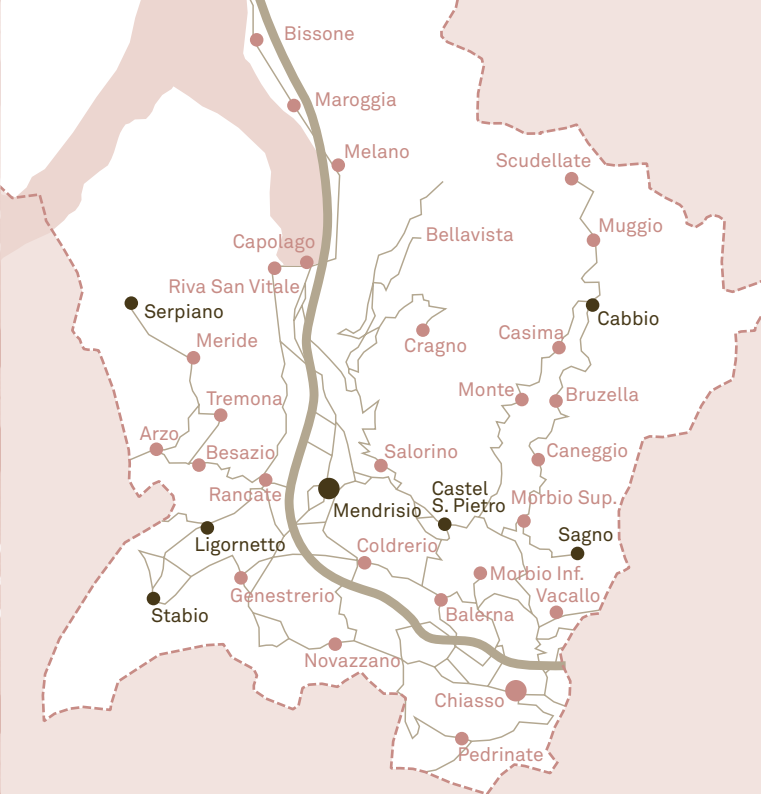 Bissone
Maroggia
Melano
Scudellate
Muggio
Bellavista
Capolago
Riva San Vitale
Serpiano
Cabbio
Casima
Meride
Cragno
Monte
Bruzella
Tremona
Arzo
Besazio
Salorino
Caneggio
Rancate
Mendrisio
Castel
S. Pietro
Morbio Sup.
Sagno
Ligornetto
Coldrerio
Morbio Inf.
Genestrerio
Vacallo
Stabio
Balerna
Novazzano
Chiasso
Pedrinate